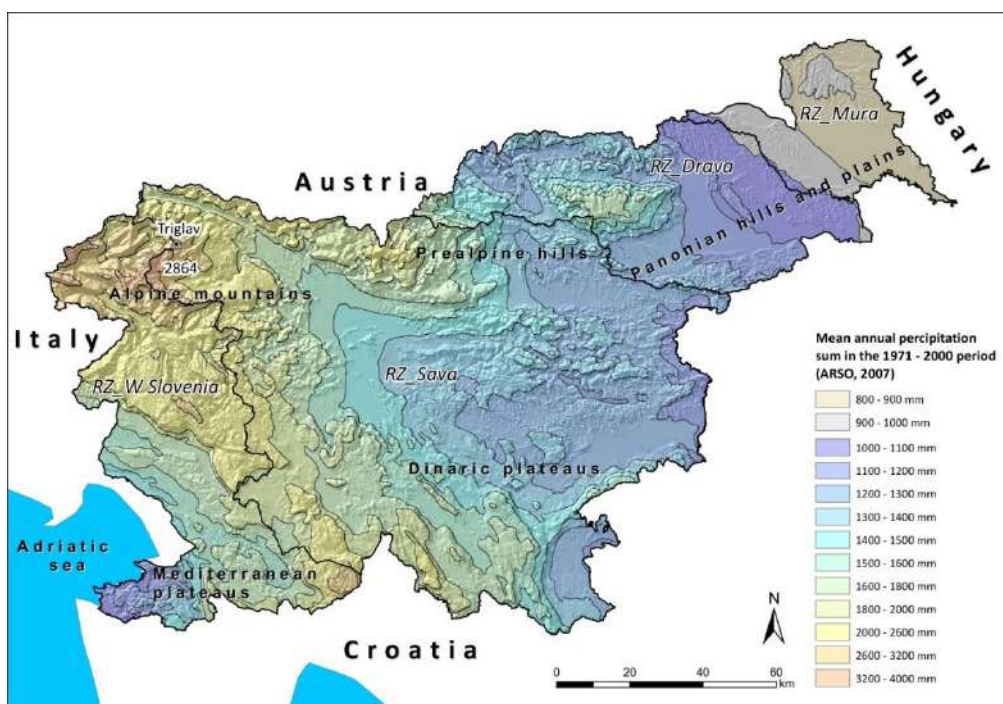 Hungary
RZ_Mura
Austria
RZ_Drava
Panonian hills and plains
Triglav
2864
Prealpine hills
Alpine mountains
Italy
RZ_W Slovenia
RZ_Sava
Dinaric plateaus
Adriatic
sea
Mediterranean
plateaus
Croatia
N
0 20 40 60
km
Mean annual percipitation
sum in the 1971 - 2000 period
(ARSO, 2007)
800 - 900 mm
900 - 1000 mm
1000 - 1100 mm
1100 - 1200 mm
1200 - 1300 mm
1300 - 1400 mm
1400 - 1500 mm
1500 - 1600 mm
1600 - 1800 mm
1800 - 2000 mm
2000 - 2600 mm
2600 - 3200 mm
3200 - 4000 mm